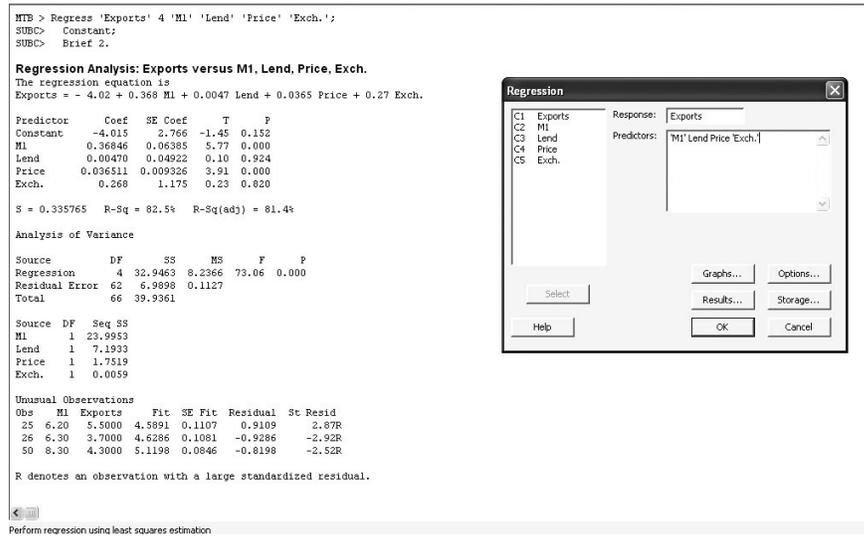 MTB > Regress 'Exports' 4 'M1' 'Lend' 'Price' 'Exch.';
SUBC> Constant;
SUBC> Brief 2.
Regression Analysis: Exports versus M1, Lend, Price, Exch.
The regression equation is
Exports = - 4.02 + 0.368 M1 + 0.0047 Lend + 0.0365 Price + 0.27 Exch.
Predictor Coef SE Coef T P
Constant -4.015 2.766 -1.45 0.152
M1 0.36846 0.06385 5.77 0.000
Lend 0.00470 0.04922 0.10 0.924
Price 0.036511 0.009326 3.91 0.000
Exch. 0.268 1.175 0.23 0.820
S = 0.335765 R-Sq = 82.5% R-Sq(adj) = 81.4%
Analysis of Variance
Source DF SS MS F P
Regression 4 32.9463 8.2366 73.06 0.000
Residual Error 62 6.9898 0.1127
Total 66 39.9361
Source DF Seq SS
M1 1 23.9953
Lend 1 7.1933
Price 1 1.7519
Exch. 1 0.0059
Unusual Observations
Obs M1 Exports Fit SE Fit Residual St Resid
25 6.20 5.5000 4.5891 0.1107 0.9109 2.87R
26 6.30 3.7000 4.6286 0.1081 -0.9286 -2.92R
50 8.30 4.3000 5.1198 0.0846 -0.8198 -2.52R
R denotes an observation with a large standardized residual.
Perform regression using least squares estimation
Regression
C1 Exports
C2 M1
C3 Lend
C4 Price
C5 Exch.
Response: Exports
Predictors: 'M1' Lend Price 'Exch.'
Select
Graphs... Options...
Results... Storage...
Help OK Cancel